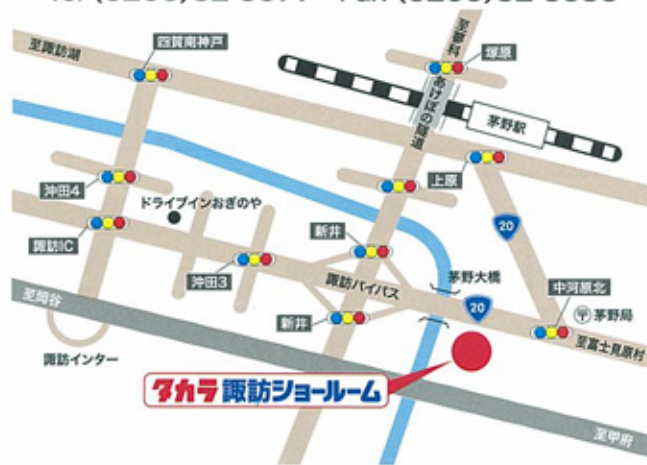 至諏訪湖
四賀南神戸
至蓼科
塚原
あけぼの隧道
茅野駅
上原
沖田4
ドライブインおぎのや
20
諏訪IC
新井
沖田3
諏訪バイパス
茅野大橋
20
中河原北
〒茅野局
至岡谷
新井
至富士見原村
諏訪インター
タカラ 諏訪ショールーム
至甲府